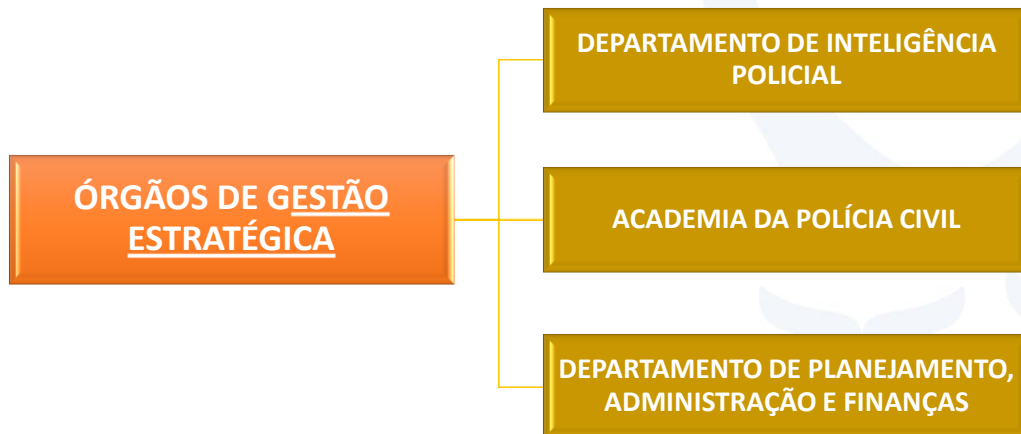 ÓRGÃOS DE GESTÃO
ESTRATÉGICA
DEPARTAMENTO DE INTELIGÊNCIA
POLICIAL
ACADEMIA DA POLÍCIA CIVIL
DEPARTAMENTO DE PLANEJAMENTO,
ADMINISTRAÇÃO E FINANÇAS